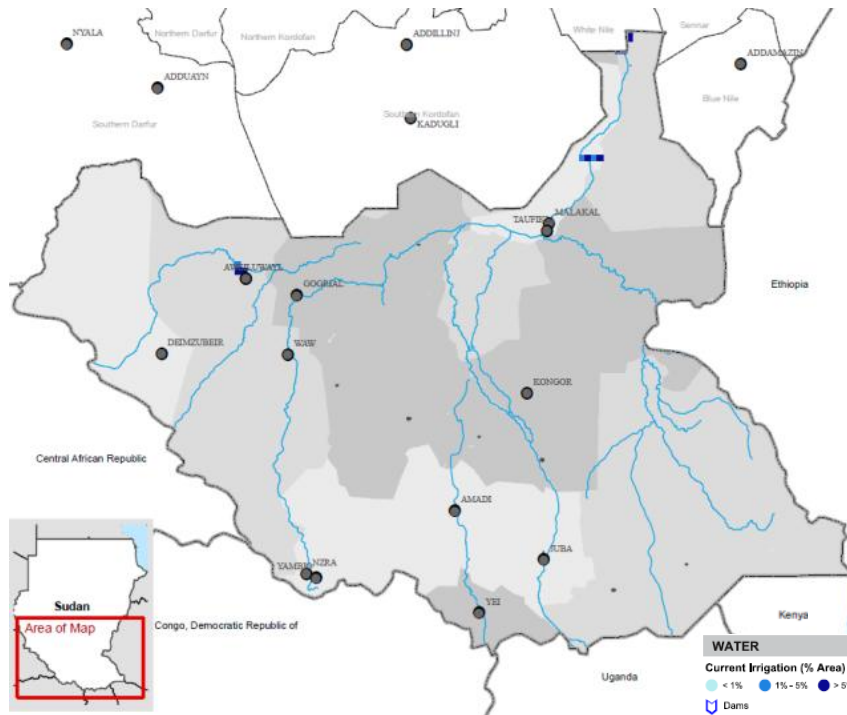 NYALA
Northern Darfur
Northern Kordofan
ADDILLINJ
White Nile
Sennar
ADDAMAZIN
ADDUAYN
Blue Nile
Southern Darfur
Southern Kordofan
KADUGLI
MALAKAL
Ethiopia
GOGRIAL
DEIMZUBEIR
WAW
KONGOR
Central African Republic
AMADI
JUBA
NZRA
YEI
Sudan
Area of Map
Congo, Democratic Republic of
Kenya
Uganda
WATER
Current Irrigation (% Area)
< 1%
1% - 5%
Dams